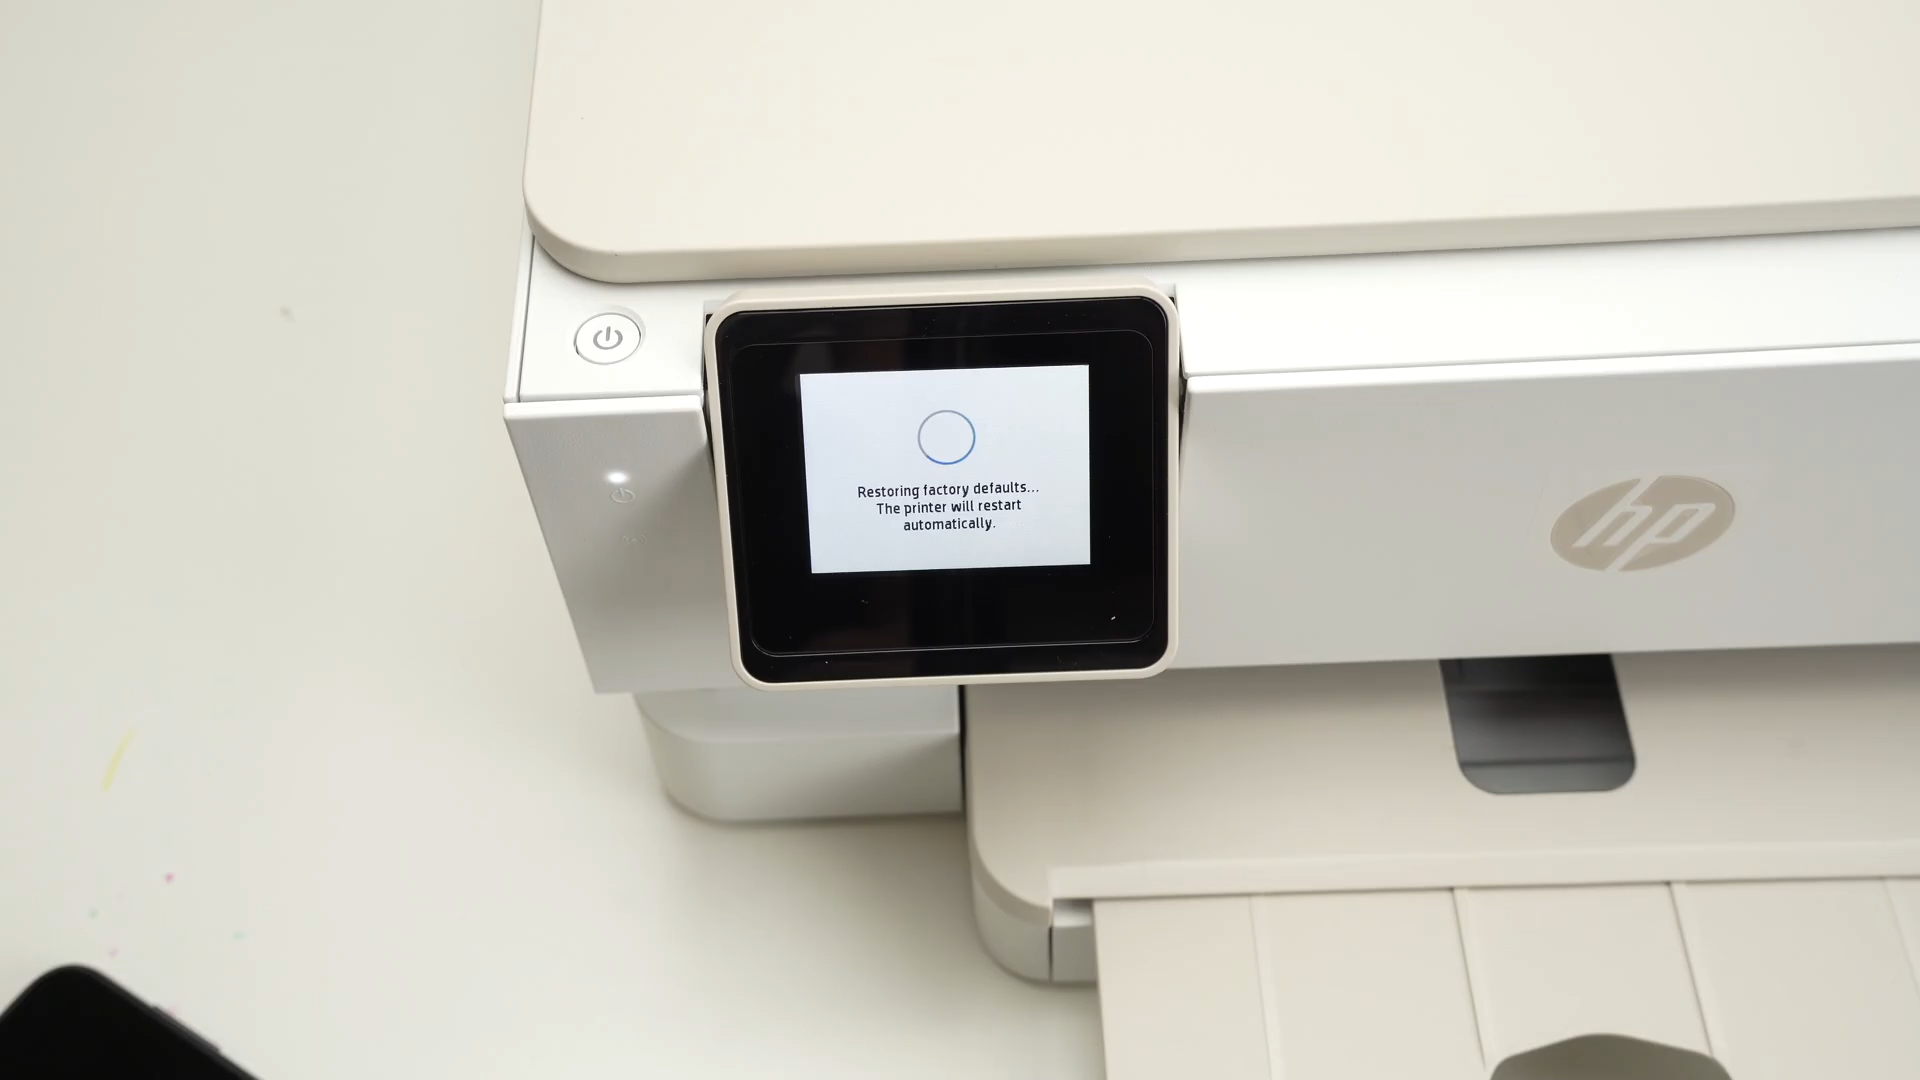 Restoring factory defaults...
The printer will restart
automatically.
hp